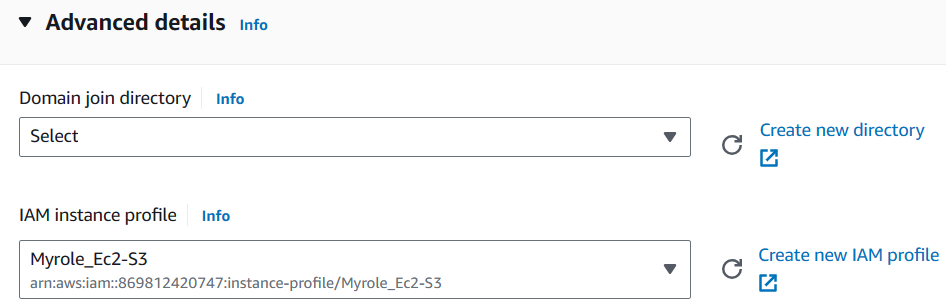 Advanced details Info
Domain join directory Info
Select
Create new directory
IAM instance profile Info
Myrole_Ec2-S3
arn:aws:iam::869812420747:instance-profile/Myrole_Ec2-S3
Create new IAM profile